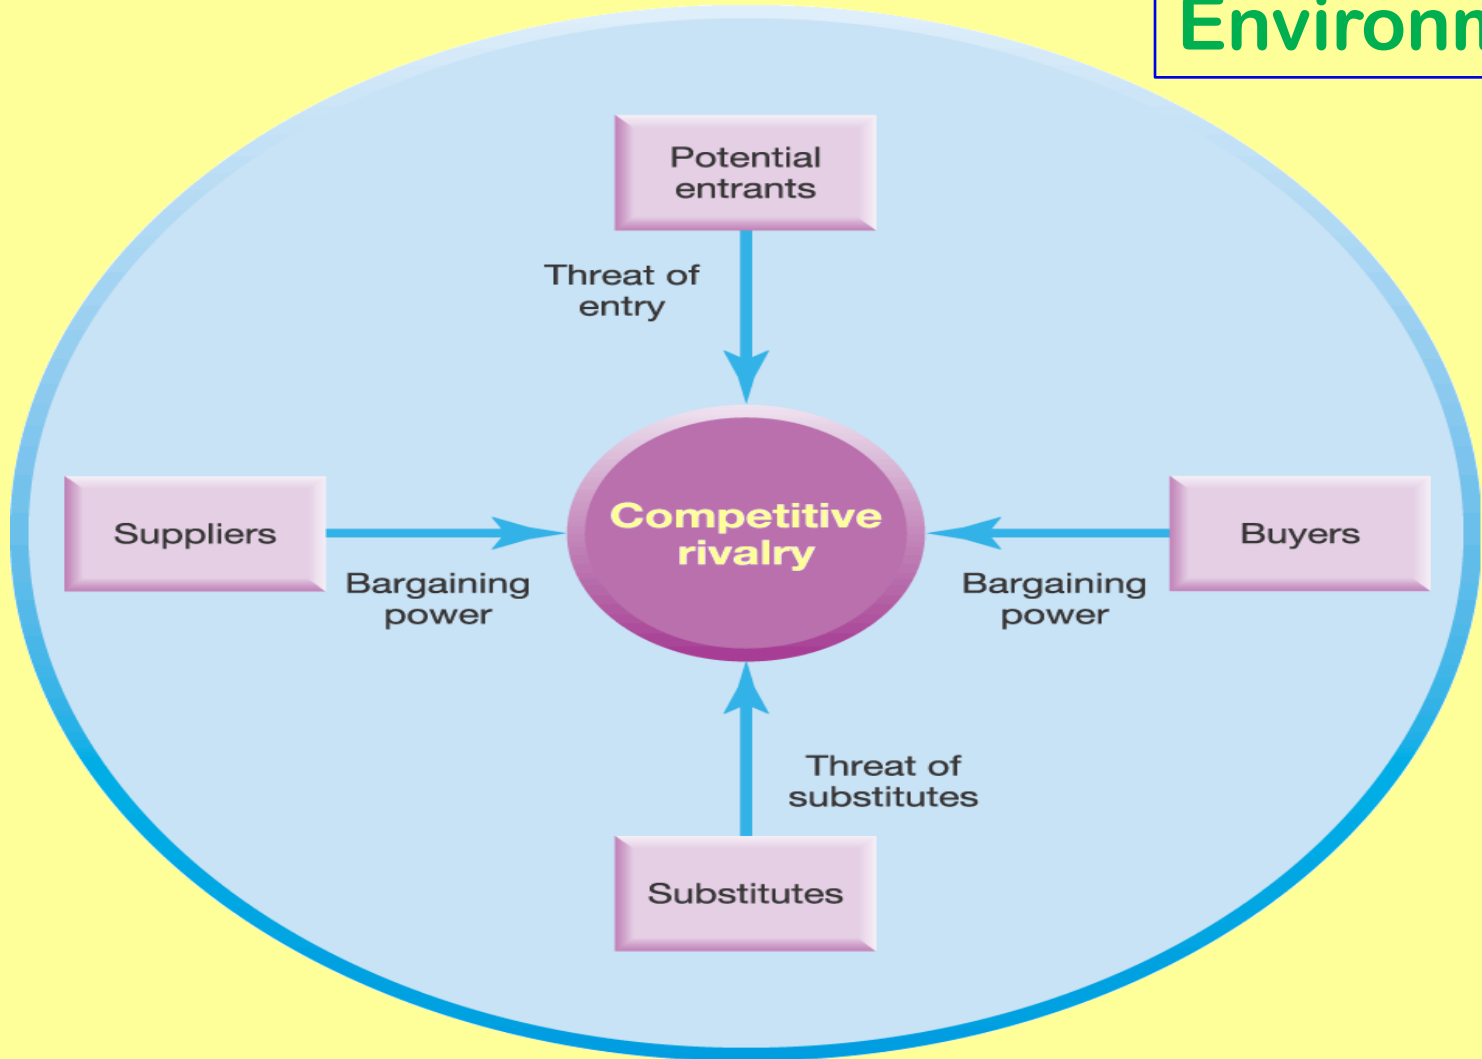 Potential
entrants
Threat of
entry
Suppliers
Bargaining
power
Competitive
rivalry
Bargaining
power
Buyers
Threat of
substitutes
Substitutes